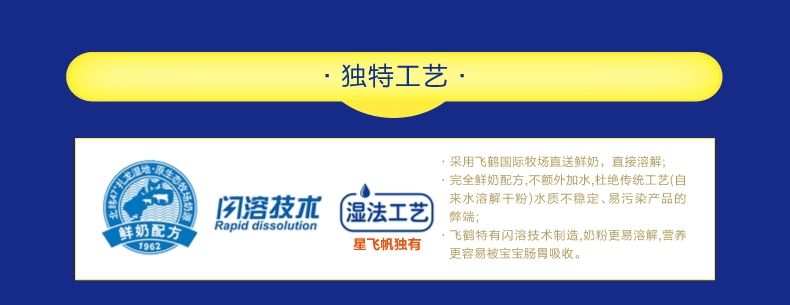 · 独特工艺 ·
北纬47°扎龙湿地·原生态牧场奶源
鲜奶配方
1962
闪溶技术
Rapid dissolution
湿法工艺
星飞帆独有
· 采用飞鹤国际牧场直送鲜奶，直接溶解;
· 完全鲜奶配方,不额外加水,杜绝传统工艺(自
来水溶解干粉)水质不稳定、易污染产品的
弊端;
· 飞鹤特有闪溶技术制造,奶粉更易溶解,营养
更容易被宝宝肠胃吸收。